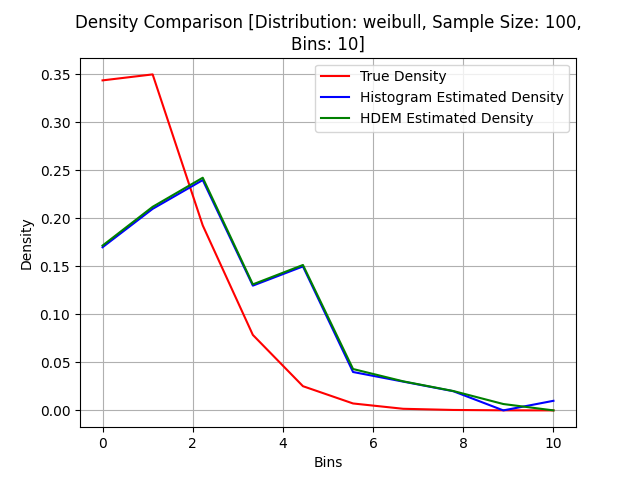 Density Comparison [Distribution: weibull, Sample Size: 100,
Bins: 10]
True Density
Histogram Estimated Density
HDEM Estimated Density
Density
0.35
0.30
0.25
0.20
0.15
0.10
0.05
0.00
0 2 4 6 8 10
Bins